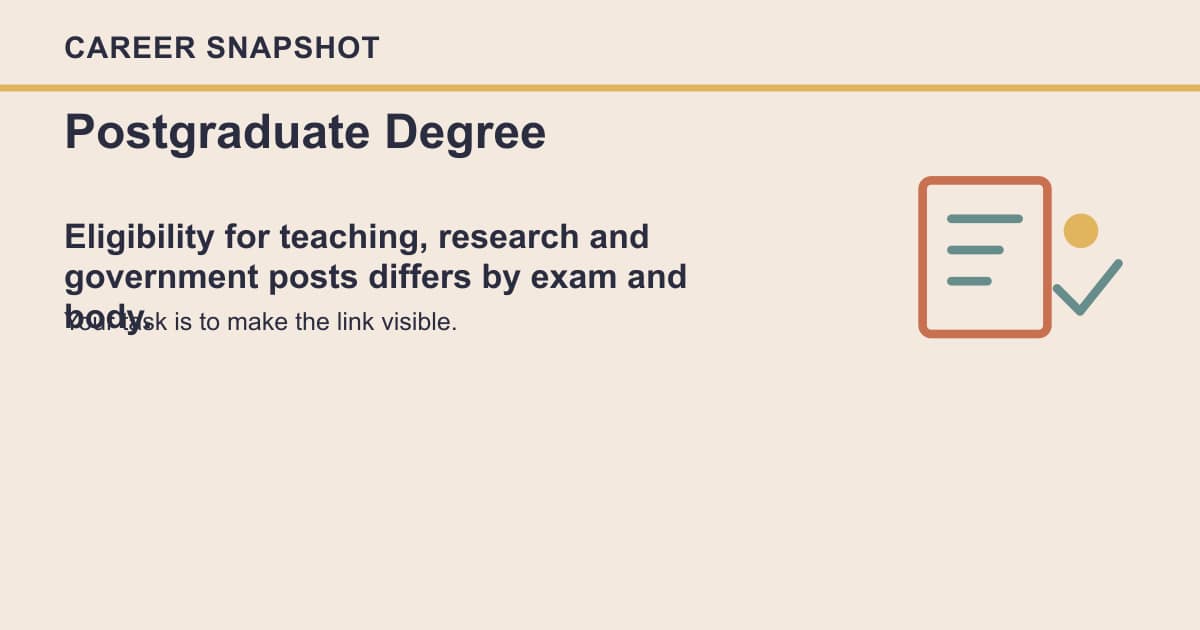 CAREER SNAPSHOT
Postgraduate Degree
Eligibility for teaching, research and
government posts differs by exam and
body.
Your task is to make the link visible.